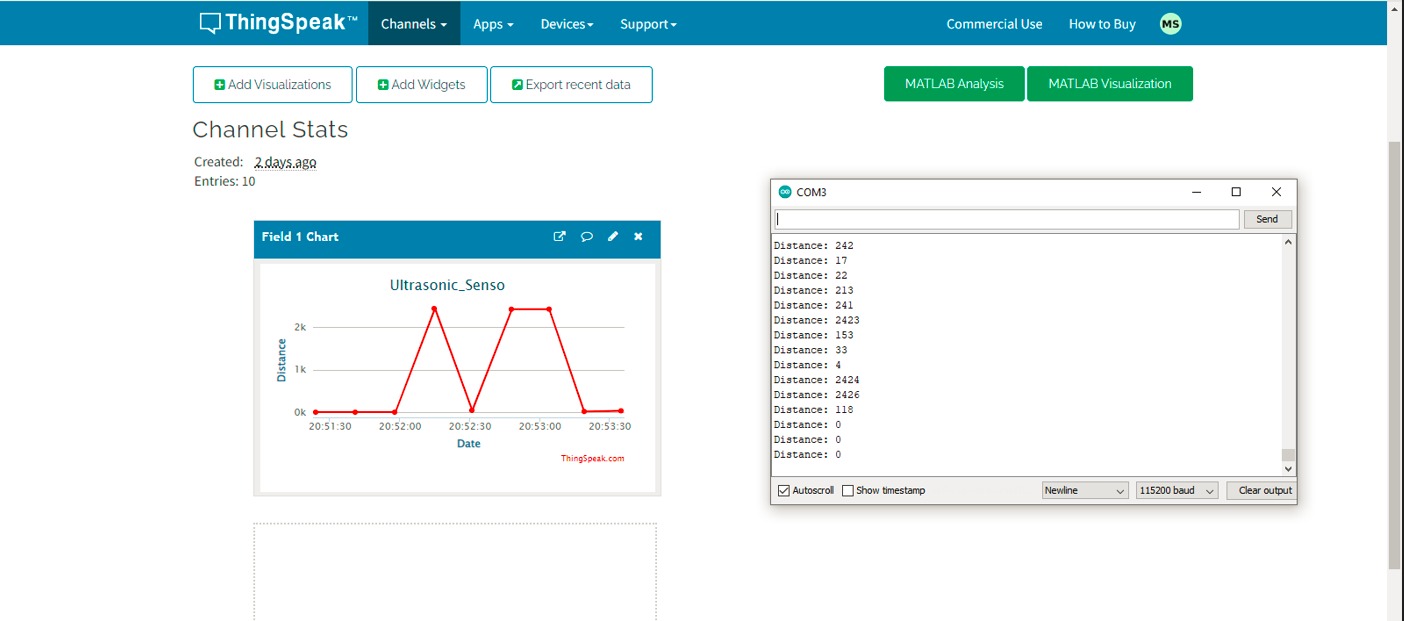 ThingSpeak™ Channels Apps Devices Support Commercial Use How to Buy MS
Add Visualizations Add Widgets Export recent data MATLAB Analysis MATLAB Visualization
Channel Stats
Created: 2 days ago
Entries: 10
Field 1 Chart
Ultrasonic_Senso
Distance
2k
1k
0k
20:51:30 20:52:00 20:52:30 20:53:00 20:53:30
Date
ThingSpeak.com
COM3
Send
Distance: 242
Distance: 17
Distance: 22
Distance: 213
Distance: 241
Distance: 2423
Distance: 153
Distance: 33
Distance: 4
Distance: 2424
Distance: 2426
Distance: 118
Distance: 0
Distance: 0
Distance: 0
Autoscroll Show timestamp Newline 115200 baud Clear output